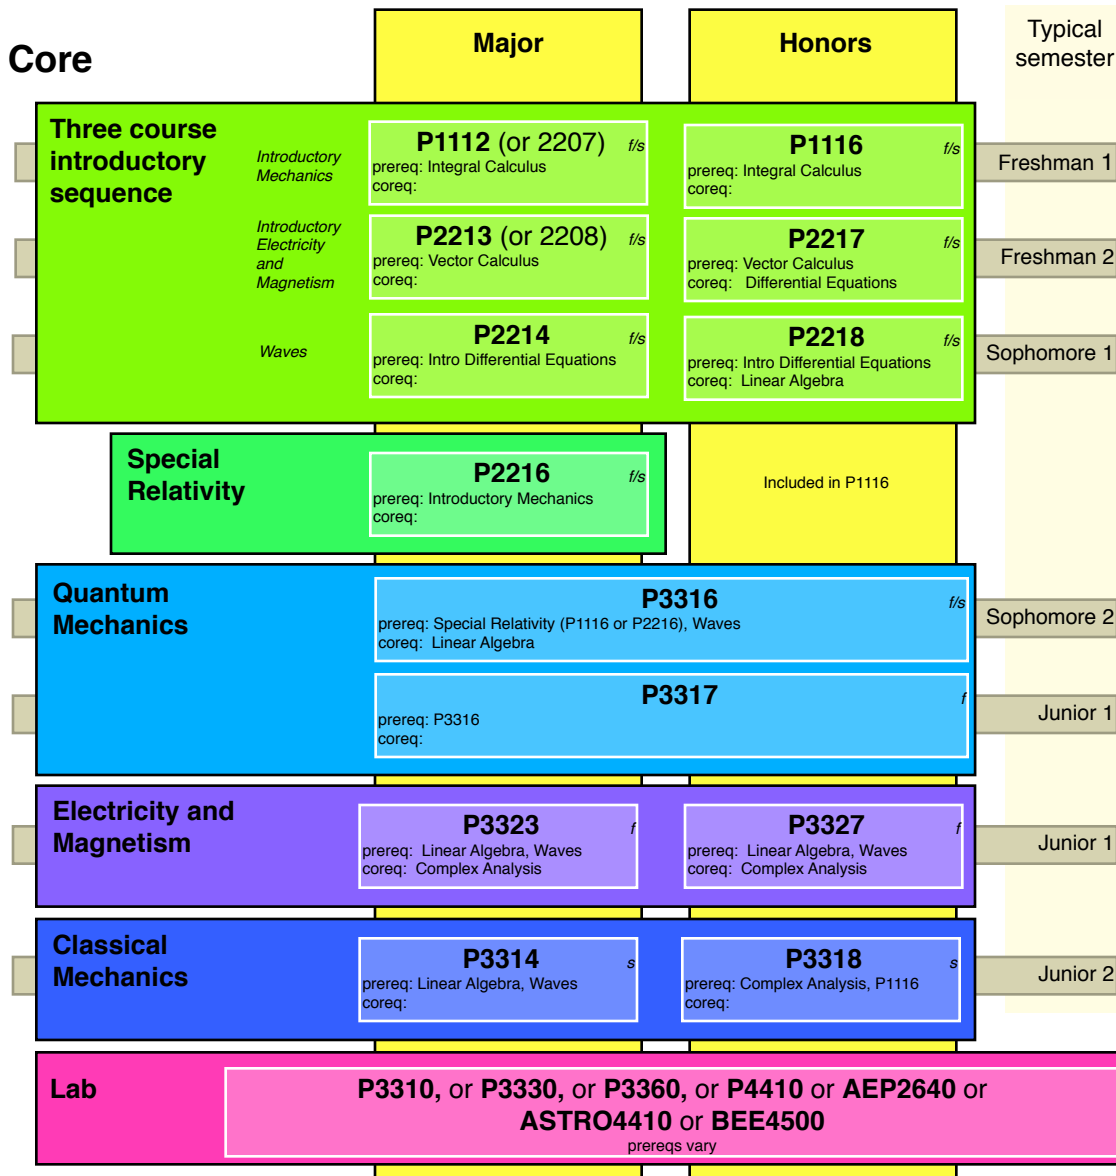 Core
Major
Honors
Typical
semester
Three course
introductory
sequence
Introductory
Mechanics
P1112 (or 2207) f/s
prereq: Integral Calculus
coreq:
P1116 f/s
prereq: Integral Calculus
coreq:
Freshman 1
Introductory
Electricity
and
Magnetism
P2213 (or 2208) f/s
prereq: Vector Calculus
coreq:
P2217 f/s
prereq: Vector Calculus
coreq: Differential Equations
Freshman 2
Waves
P2214 f/s
prereq: Intro Differential Equations
coreq:
P2218 f/s
prereq: Intro Differential Equations
coreq: Linear Algebra
Sophomore 1
Special
Relativity
P2216 f/s
prereq: Introductory Mechanics
coreq:
Included in P1116
Quantum
Mechanics
P3316 f/s
prereq: Special Relativity (P1116 or P2216), Waves
coreq: Linear Algebra
Sophomore 2
P3317 f
prereq: P3316
coreq:
Junior 1
Electricity and
Magnetism
P3323 f
prereq: Linear Algebra, Waves
coreq: Complex Analysis
P3327 f
prereq: Linear Algebra, Waves
coreq: Complex Analysis
Junior 1
Classical
Mechanics
P3314 s
prereq: Linear Algebra, Waves
coreq:
P3318 s
prereq: Complex Analysis, P1116
coreq:
Junior 2
Lab
P3310, or P3330, or P3360, or P4410 or AEP2640 or
ASTRO4410 or BEE4500
prereqs vary